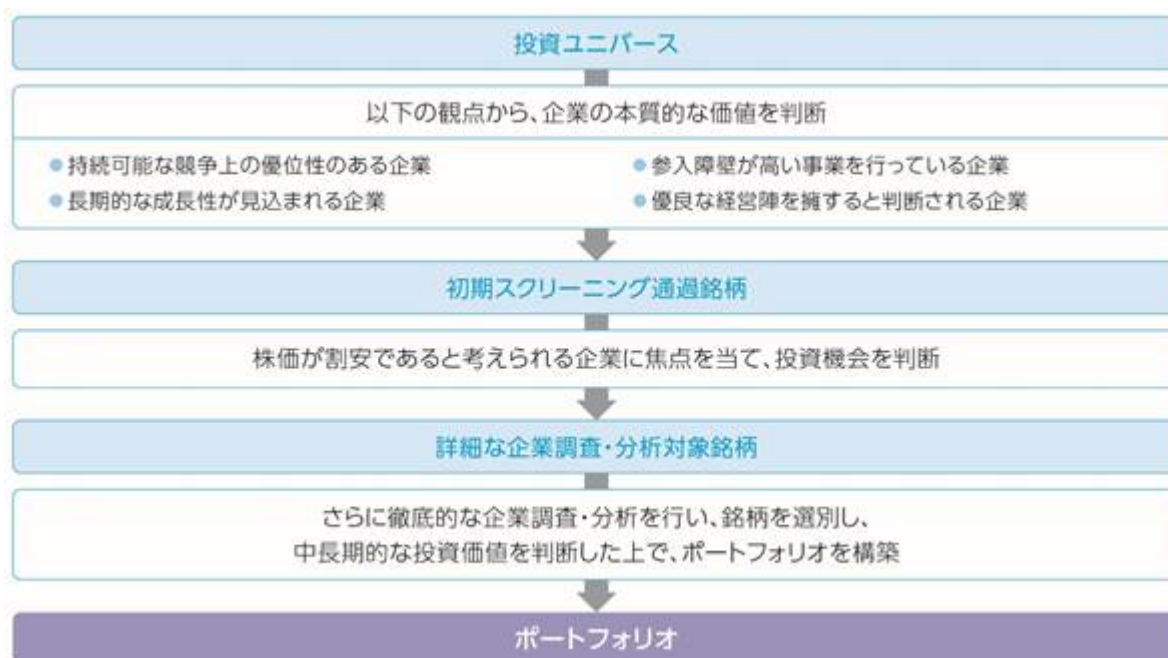 投資ユニバース
以下の観点から、企業の本質的な価値を判断
●持続可能な競争上の優位性のある企業
●参入障壁が高い事業を行っている企業
●長期的な成長性が見込まれる企業
●優良な経営陣を擁すると判断される企業
初期スクリーニング通過銘柄
株価が割安であると考えられる企業に焦点を当て、投資機会を判断
詳細な企業調査・分析対象銘柄
さらに徹底的な企業調査・分析を行い、銘柄を選別し、
中長期的な投資価値を判断した上で、ポートフォリオを構築
ポートフォリオ